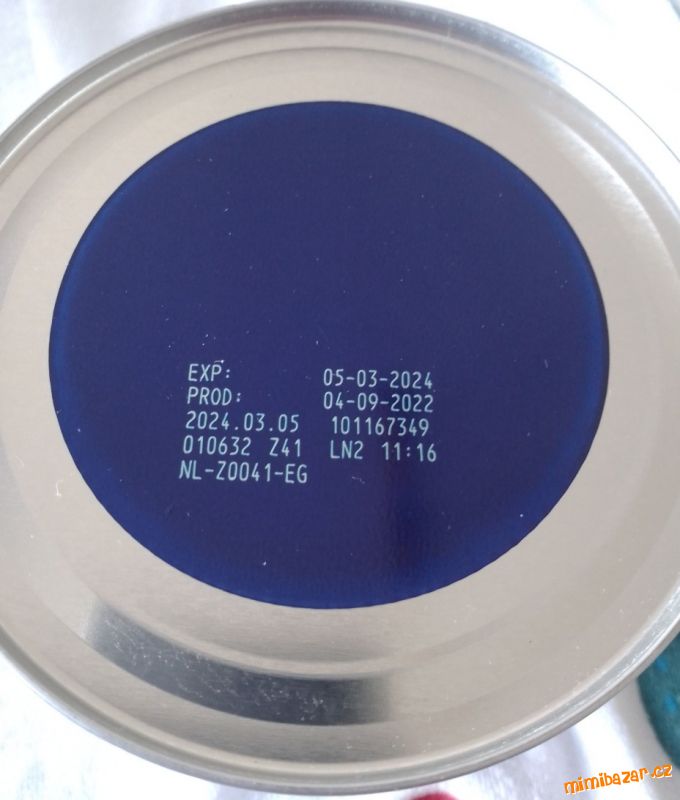 EXP: 05-03-2024
PROD: 04-09-2022
2024.03.05 101167349
010632 Z41 LN2 11:16
NL-Z0041-EG
mimibazar.cz